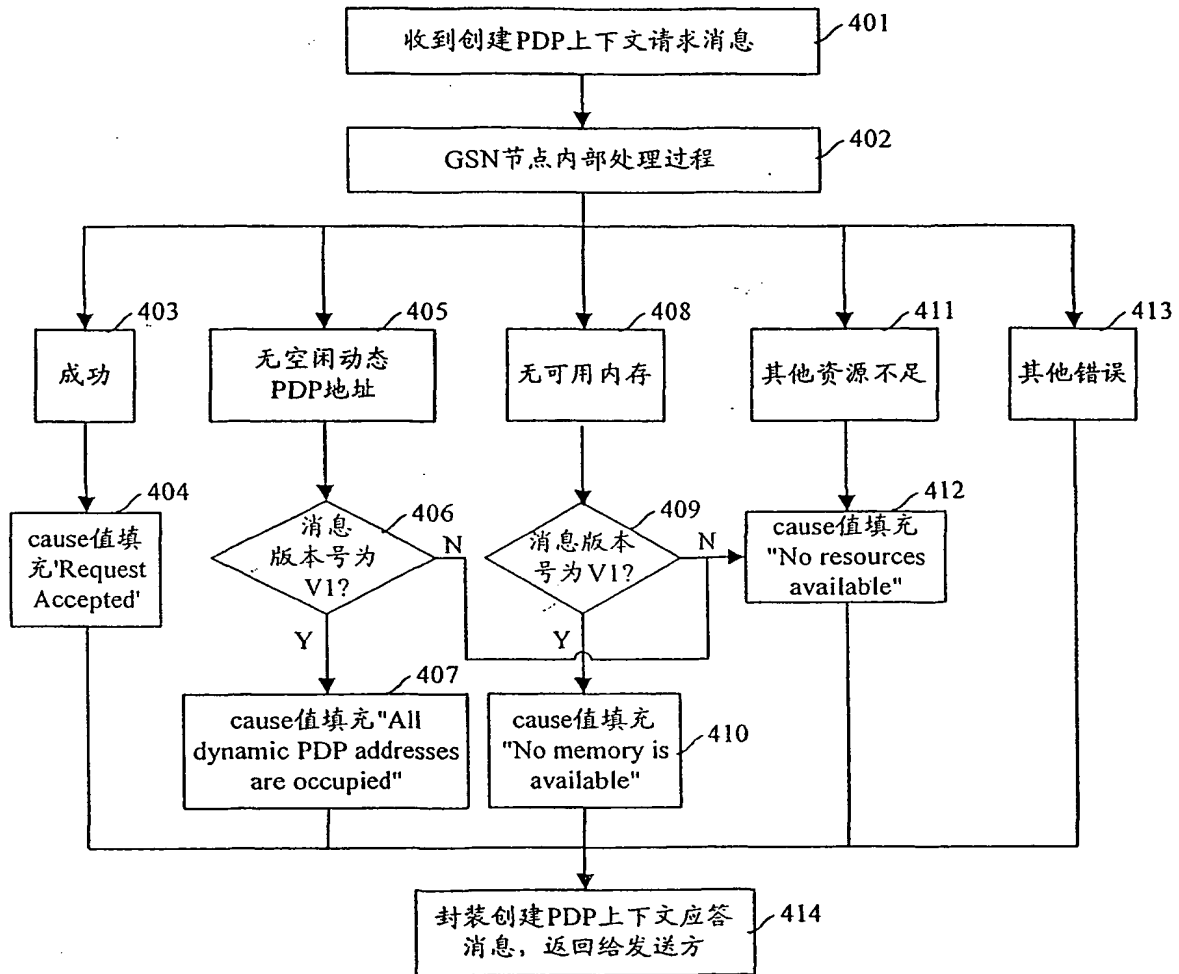 收到创建PDP上下文请求消息
401
GSN节点内部处理过程
402
403
成功
405
无空闲动态
PDP地址
408
无可用内存
411
其他资源不足
413
其他错误
404
cause值填
充'Request
Accepted'
406
消息
版本号为
V1?
N
Y
409
消息版本
号为V1?
N
Y
412
cause值填充
"No resources
available"
407
cause值填充"All
dynamic PDP addresses
are occupied"
410
cause值填充
"No memory is
available"
封装创建PDP上下文应答
消息，返回给发送方
414